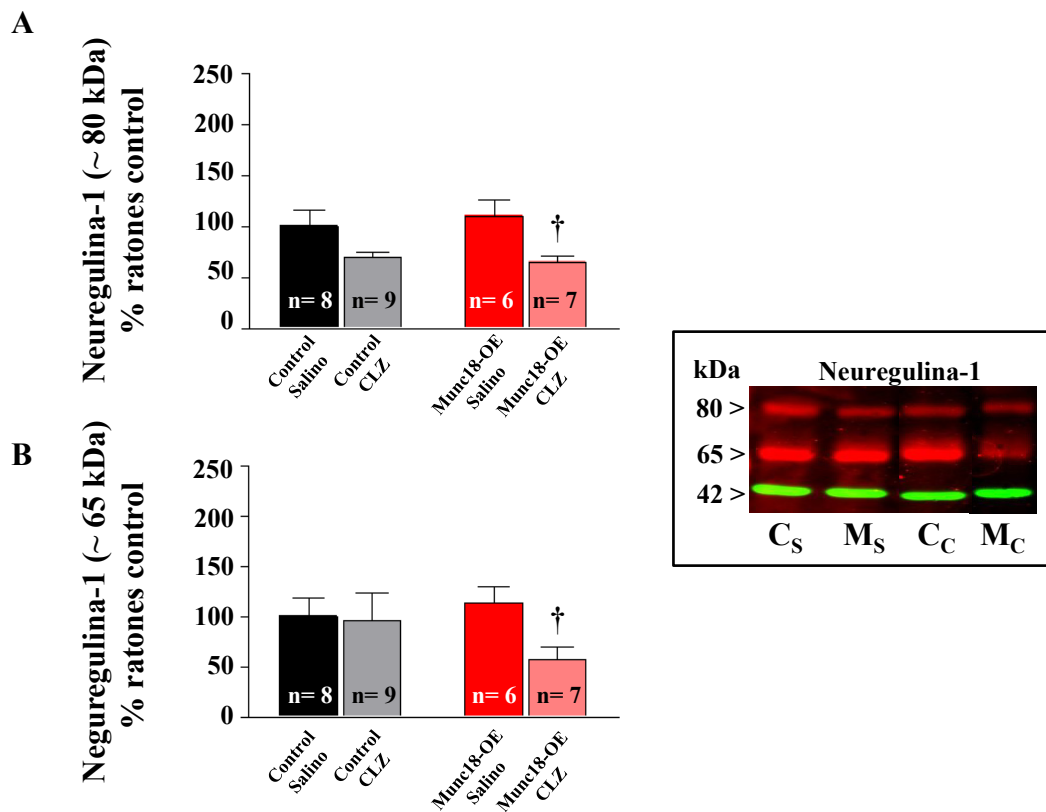 A
Neuregulina-1 (~ 80 kDa)
% ratones control
250
200
150
100
50
0
†
n= 8
n= 9
n= 6
n= 7
Control
Salino
Control
CLZ
Munc18-OE
Salino
Munc18-OE
CLZ
B
Neguregulina-1 (~ 65 kDa)
% ratones control
250
200
150
100
50
0
†
n= 8
n= 9
n= 6
n= 7
Control
Salino
Control
CLZ
Munc18-OE
Salino
Munc18-OE
CLZ
kDa Neuregulina-1
80 >
65 >
42 >
CS MS CC MC